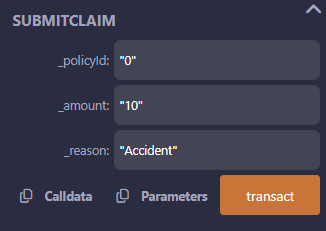 SUBMITCLAIM
_policyId: "0"
_amount: "10"
_reason: "Accident"
Calldata Parameters transact